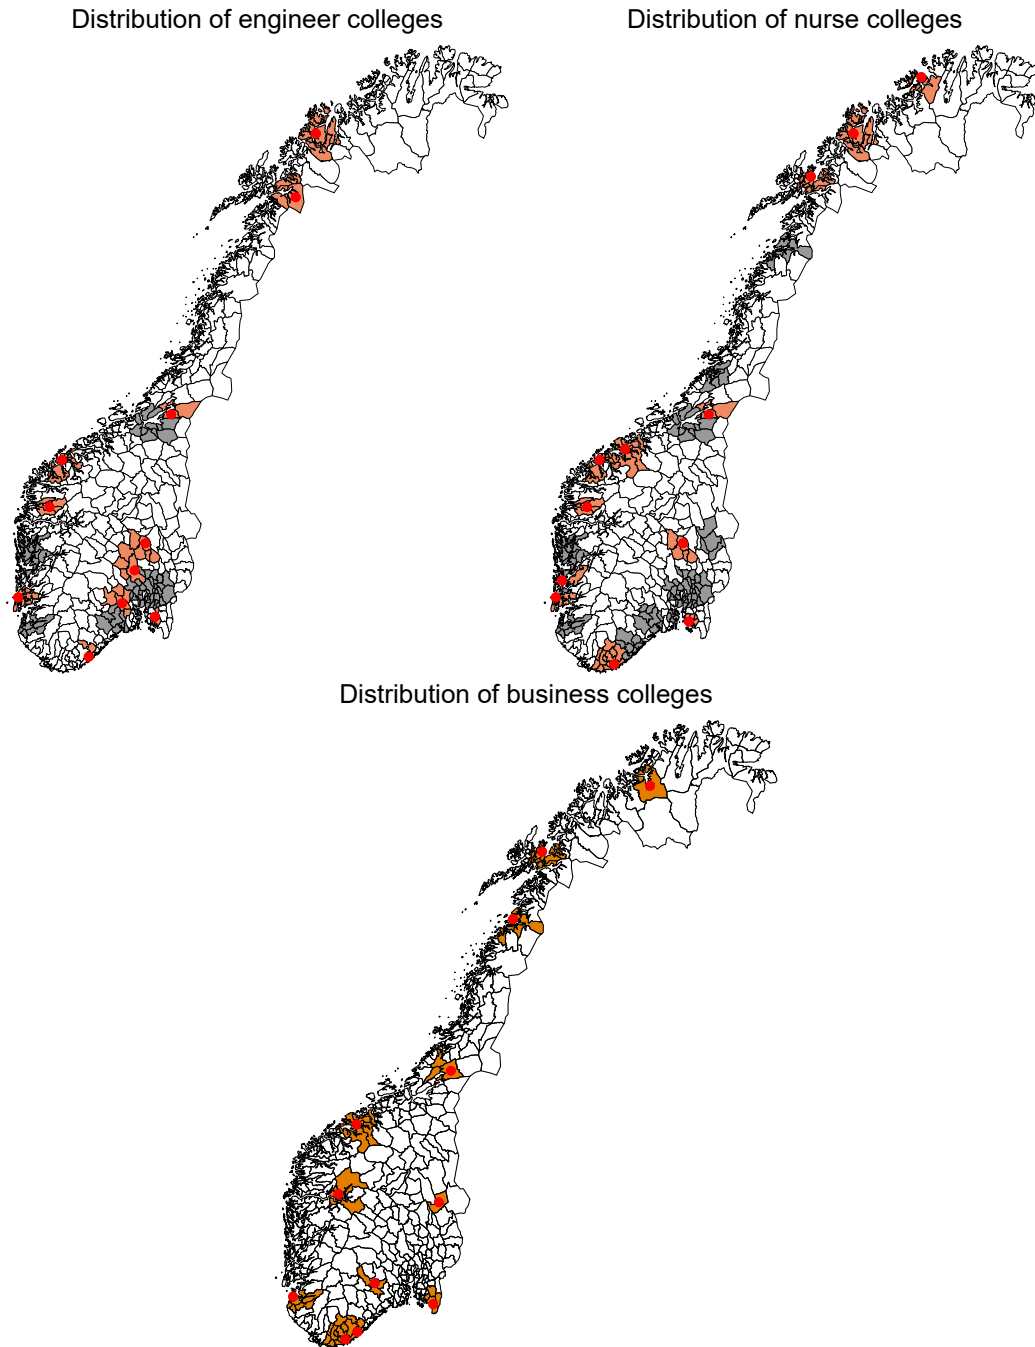 Distribution of engineer colleges
Distribution of nurse colleges
Distribution of business colleges